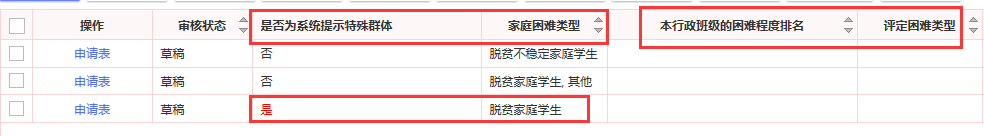 操作 审核状态 是否为系统提示特殊群体 家庭困难类型 本行政班级的困难程度排名 评定困难类型
申请表 草稿 否 脱贫不稳定家庭学生
申请表 草稿 否 脱贫家庭学生, 其他
申请表 草稿 是 脱贫家庭学生